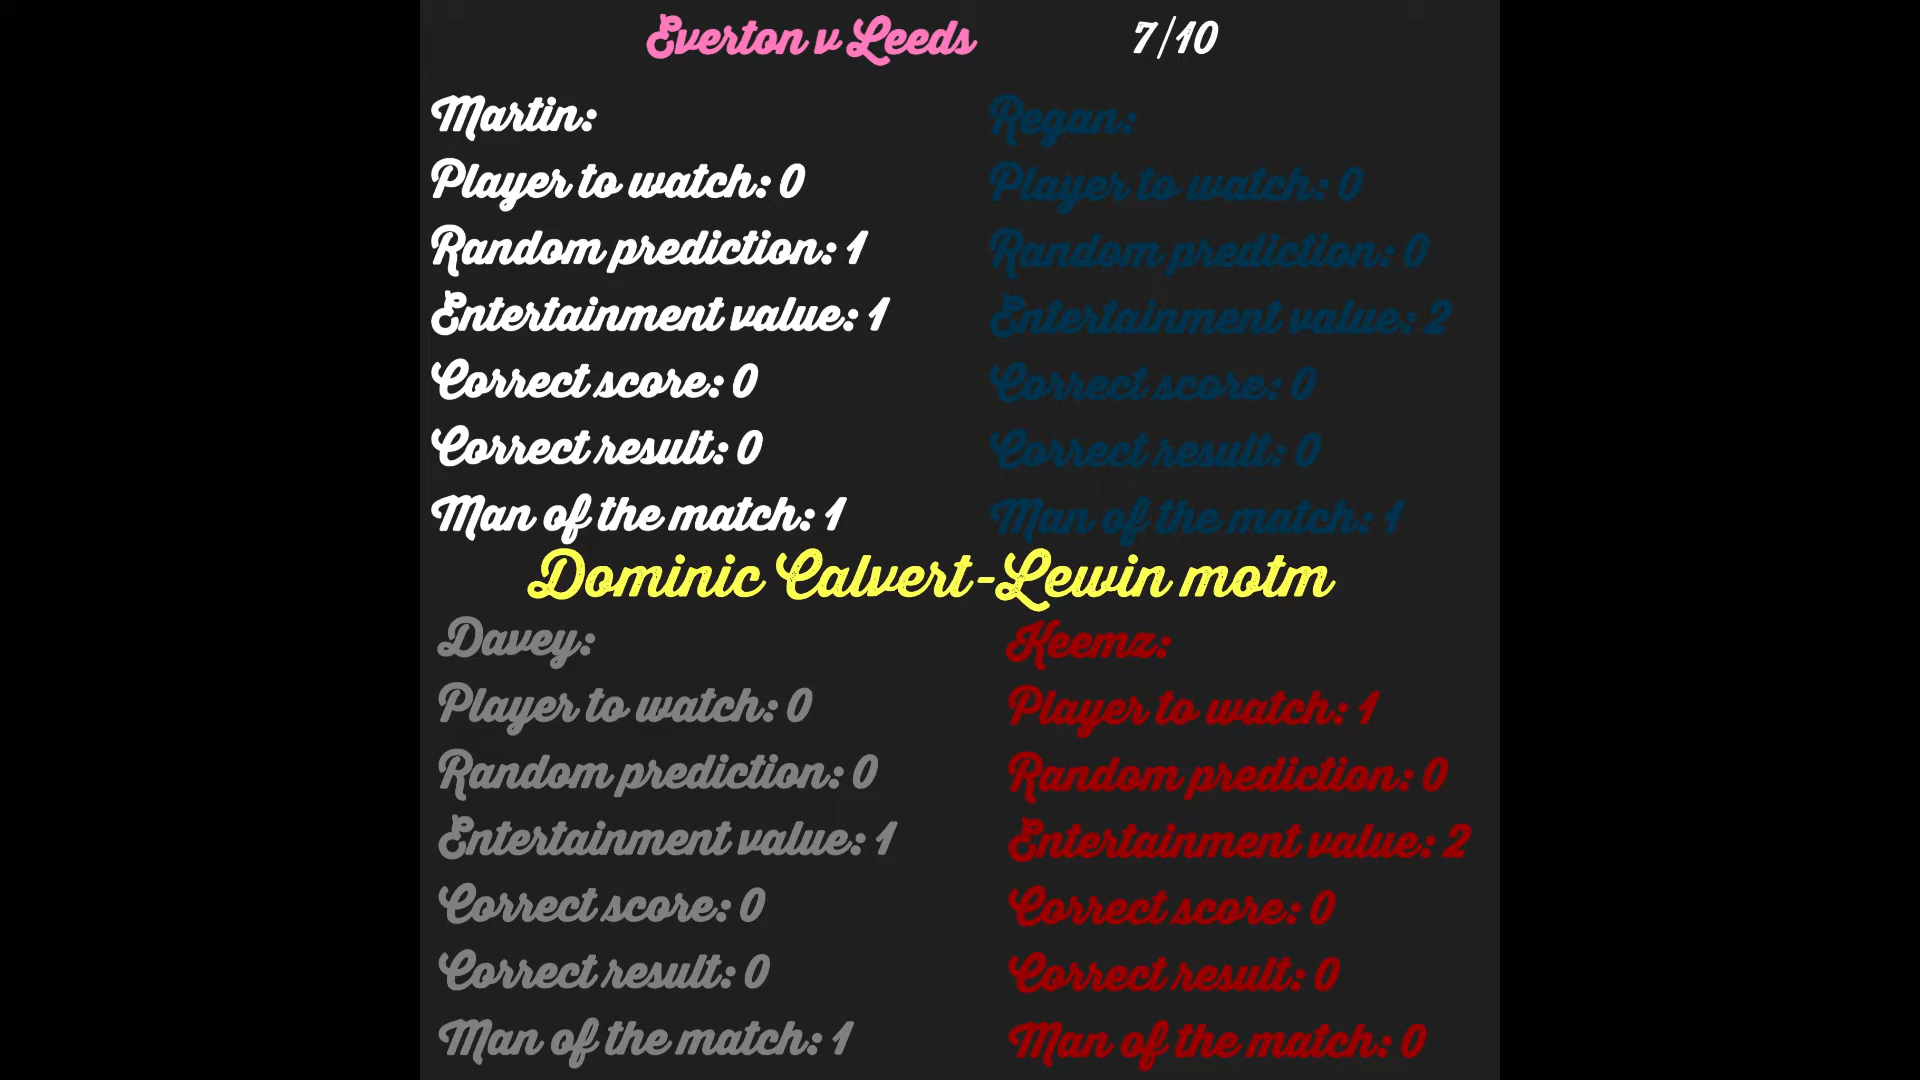 Everton v Leeds 7/10
Martin:
Player to watch: 0
Random prediction: 1
Entertainment value: 1
Correct score: 0
Correct result: 0
Man of the match: 1
Regan:
Player to watch: 0
Random prediction: 0
Entertainment value: 2
Correct score: 0
Correct result: 0
Man of the match: 1
Dominic Calvert-Lewin motm
Davey:
Player to watch: 0
Random prediction: 0
Entertainment value: 1
Correct score: 0
Correct result: 0
Man of the match: 1
Keemz:
Player to watch: 1
Random prediction: 0
Entertainment value: 2
Correct score: 0
Correct result: 0
Man of the match: 0